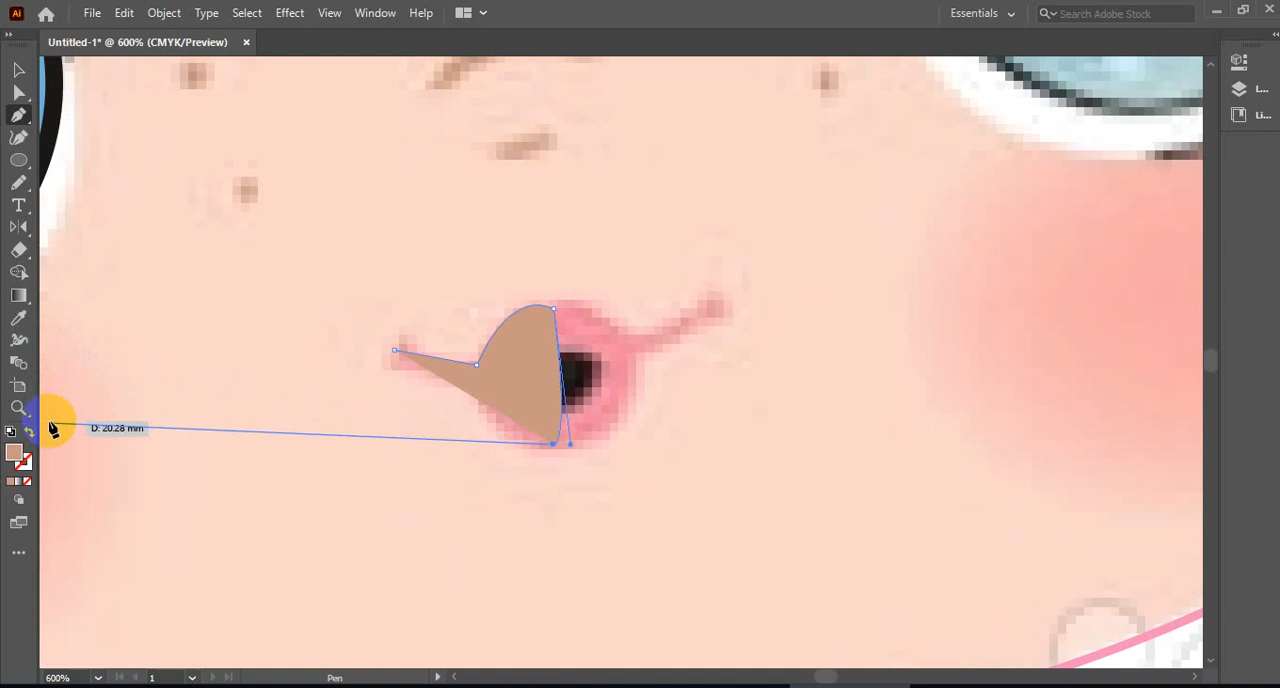 Ai File Edit Object Type Select Effect View Window Help Essentials Search Adobe Stock
Untitled-1* @ 600% (CMYK/Preview) ×
L...
Li...
D: 20.28 mm
600% 1 Pen